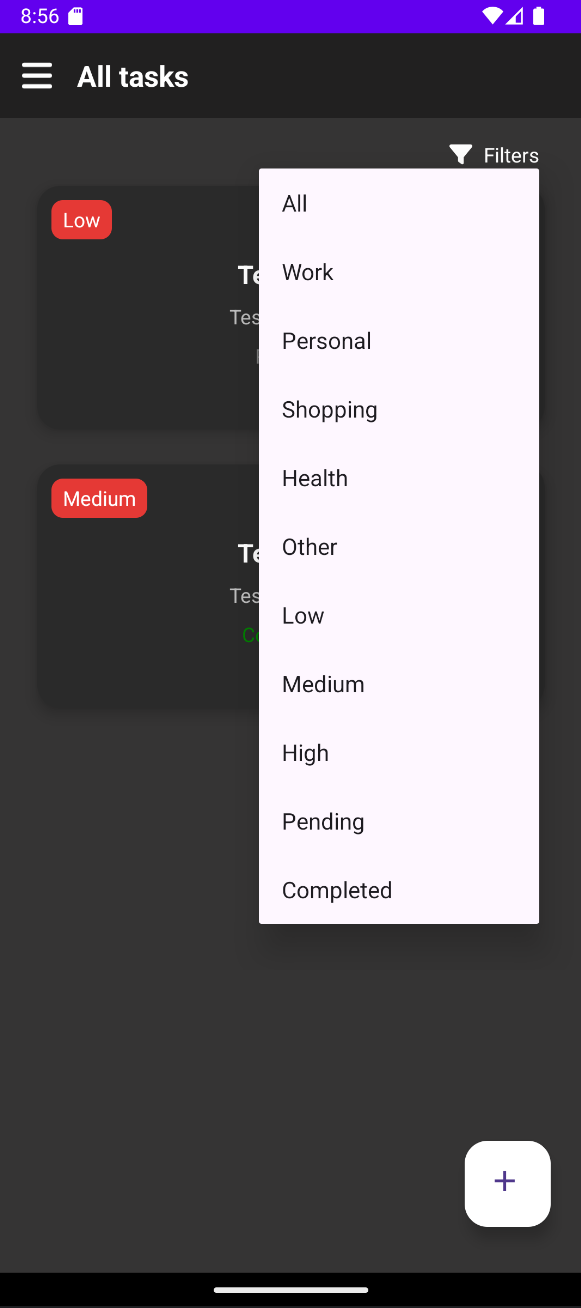 8:56
All tasks
Filters
Low
All
Work
Personal
Shopping
Health
Other
Low
Medium
High
Pending
Completed
Medium